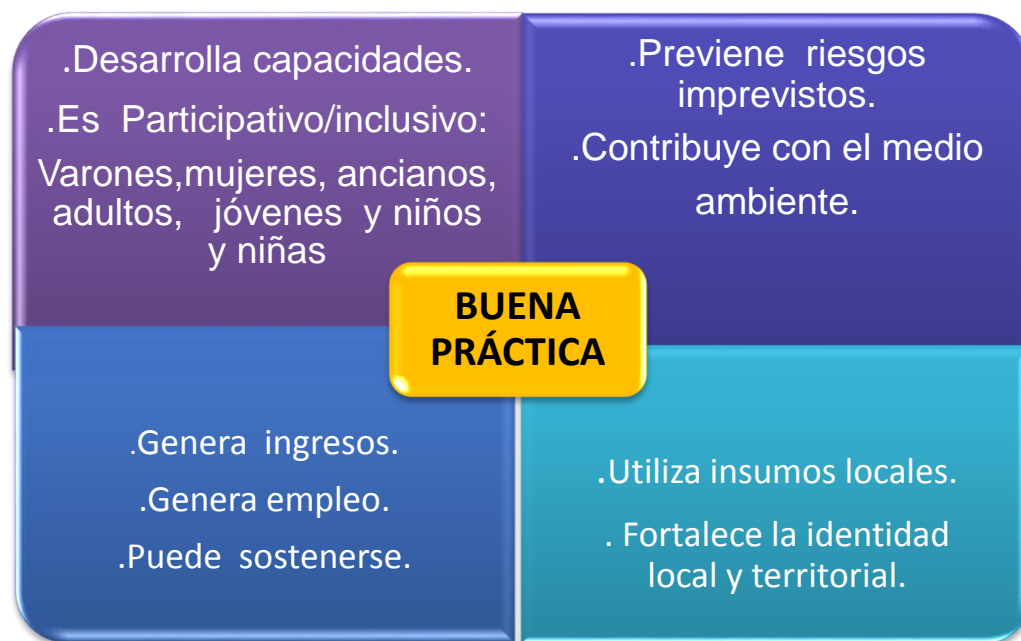 .Desarrolla capacidades.
.Es Participativo/inclusivo:
Varones,mujeres, ancianos,
adultos, jóvenes y niños
y niñas
.Previene riesgos
imprevistos.
.Contribuye con el medio
ambiente.
BUENA
PRÁCTICA
.Genera ingresos.
.Genera empleo.
.Puede sostenerse.
.Utiliza insumos locales.
. Fortalece la identidad
local y territorial.